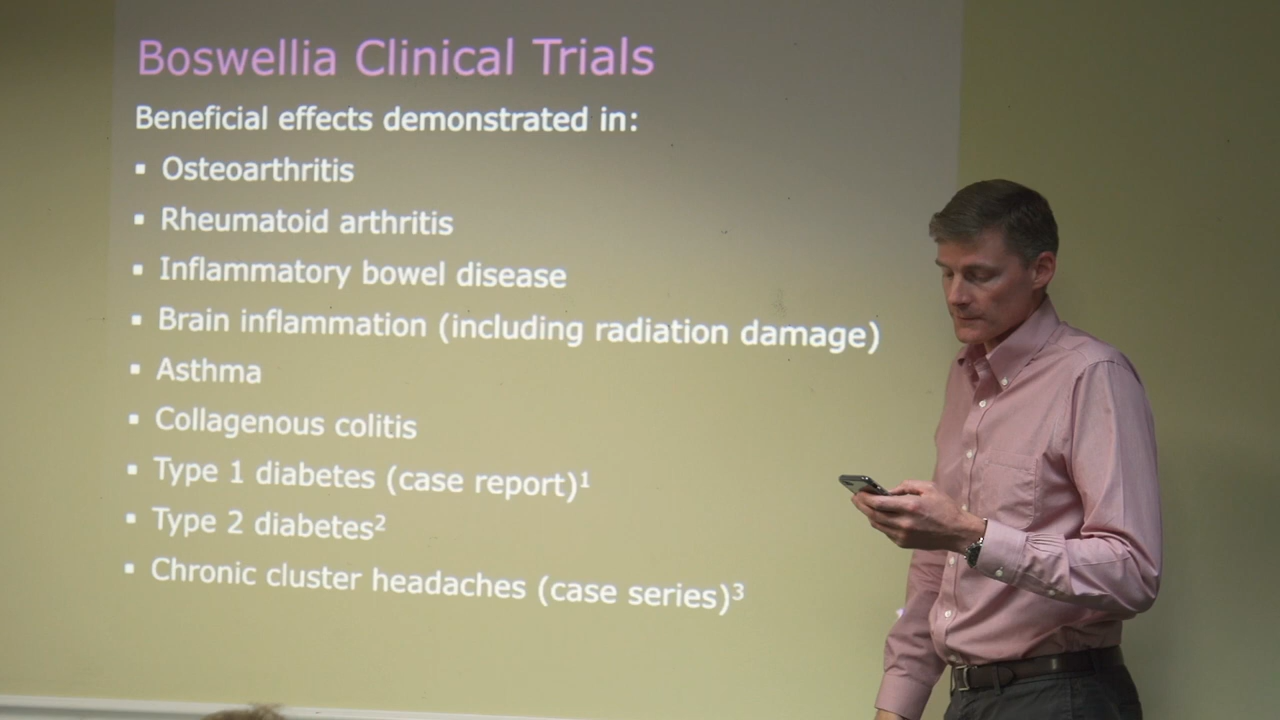 Boswellia Clinical Trials
Beneficial effects demonstrated in:
▪ Osteoarthritis
▪ Rheumatoid arthritis
▪ Inflammatory bowel disease
▪ Brain inflammation (including radiation damage)
▪ Asthma
▪ Collagenous colitis
▪ Type 1 diabetes (case report)¹
▪ Type 2 diabetes²
▪ Chronic cluster headaches (case series)³